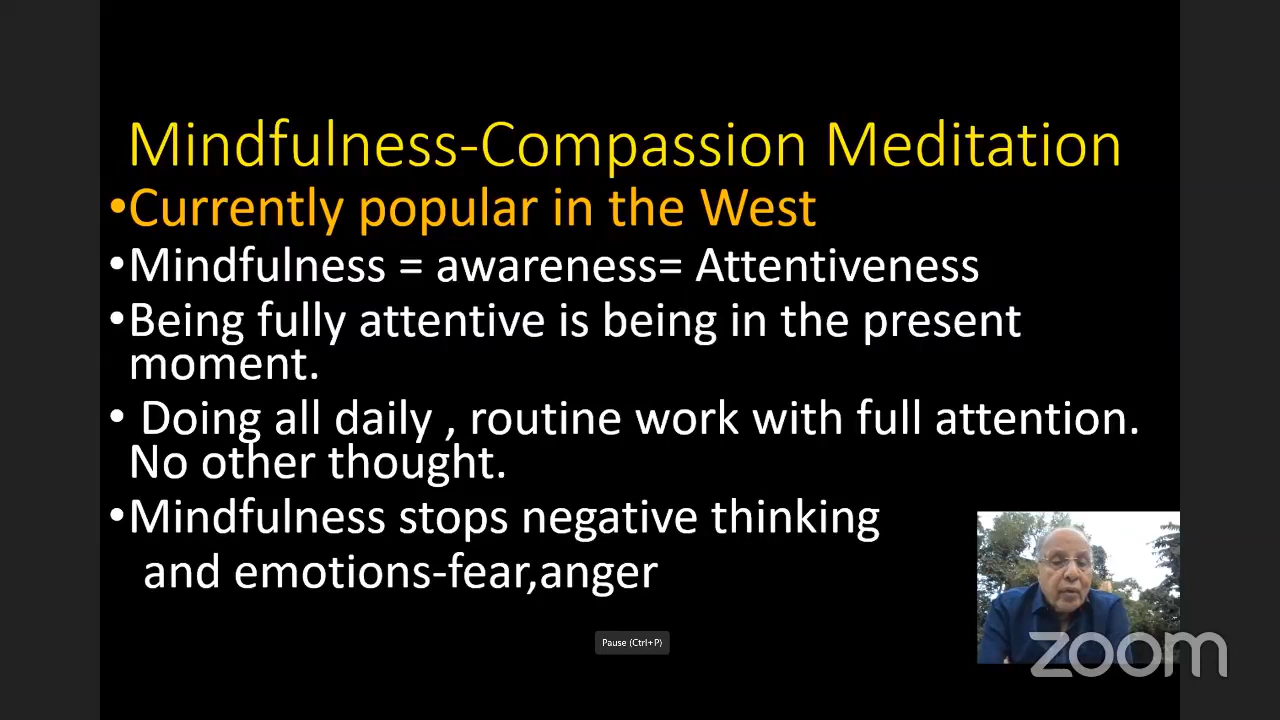 Mindfulness-Compassion Meditation
•Currently popular in the West
•Mindfulness = awareness= Attentiveness
•Being fully attentive is being in the present
moment.
• Doing all daily , routine work with full attention.
No other thought.
•Mindfulness stops negative thinking
and emotions-fear,anger
Pause (Ctrl+P)
zoom